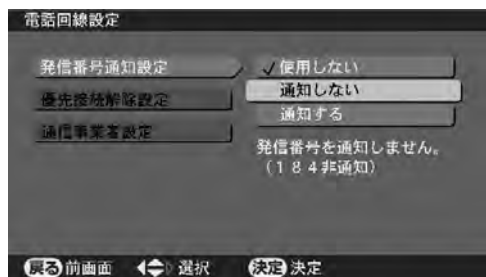 電話回線設定
発信番号通知設定
✓使用しない
優先接続解除設定
通知しない
通信事業者設定
通知する
発信番号を通知しません。
(184非通知)
戻る 前画面 選択 決定 決定